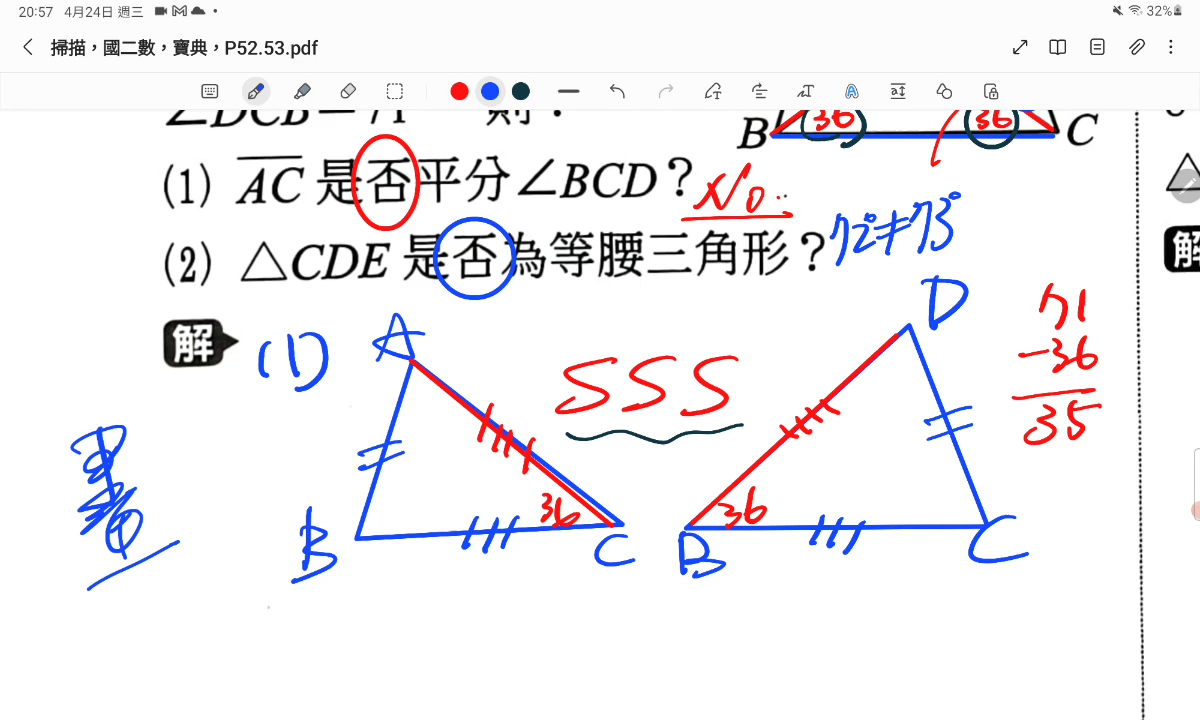 20:57 4月24日 週三
32%
掃描，國二數，寶典，P52.53.pdf
∠DCB＝71° 則：
B 36 36 C
(1) AC 是否平分∠BCD？ No
(2) △CDE 是否為等腰三角形？ 72°≠73°
解 (1) A
D
SSS
71
-36
35
36
36
B C B C
解